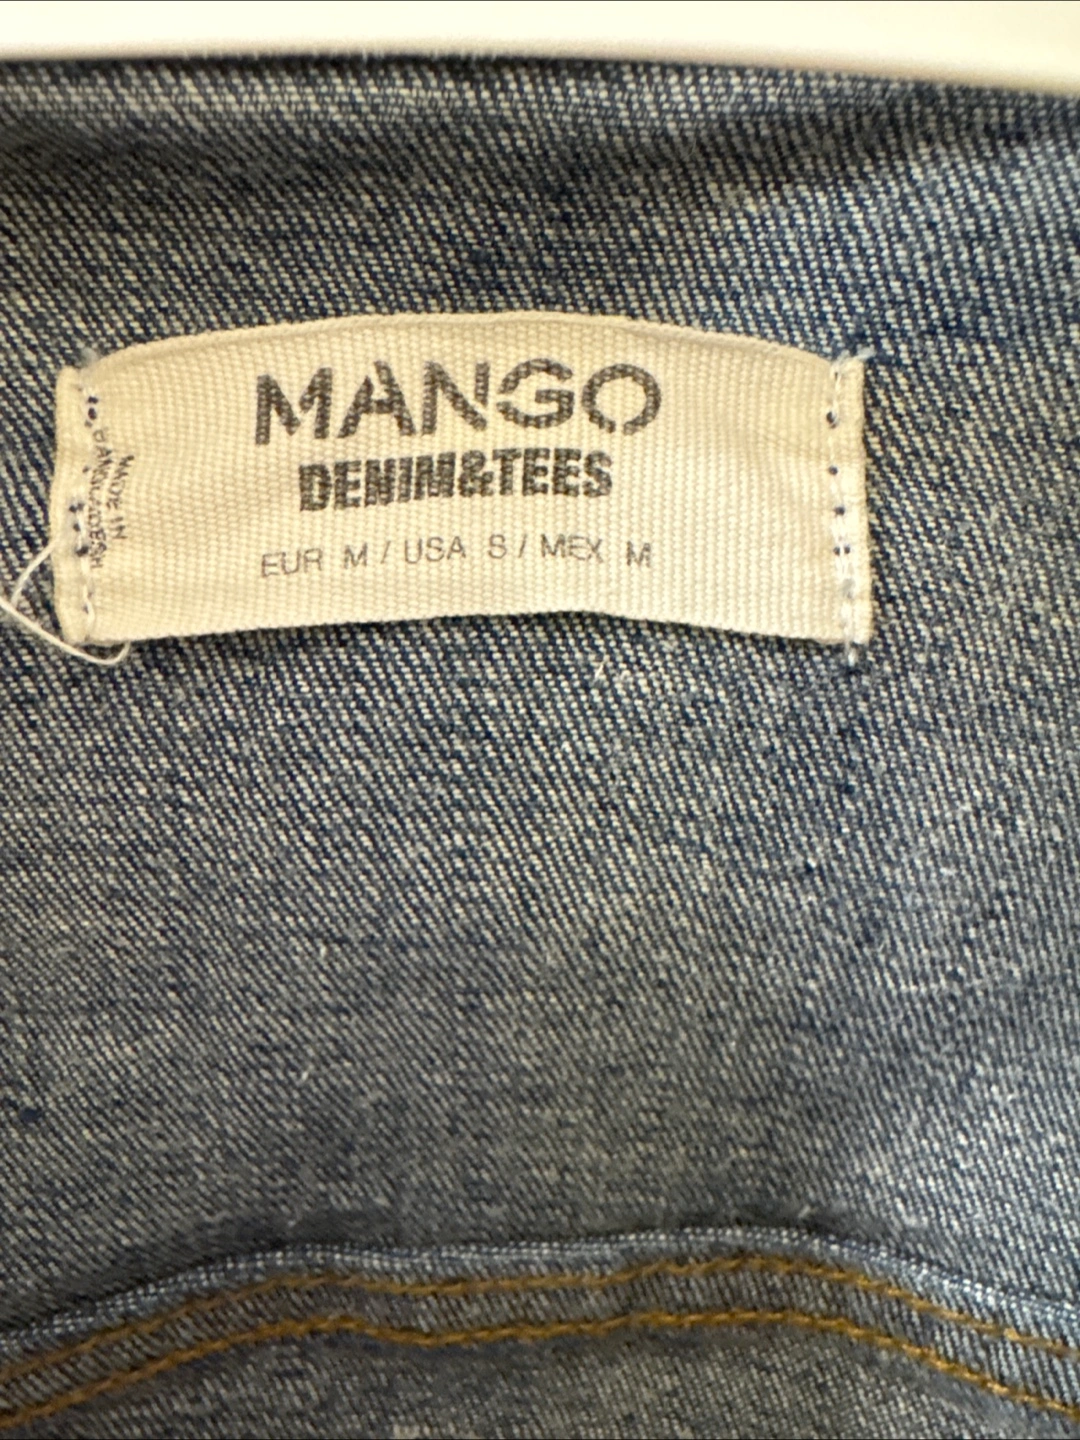 MANGO
DENIM&TEES
EUR M / USA S / MEX M
MADE IN
BANGLADESH